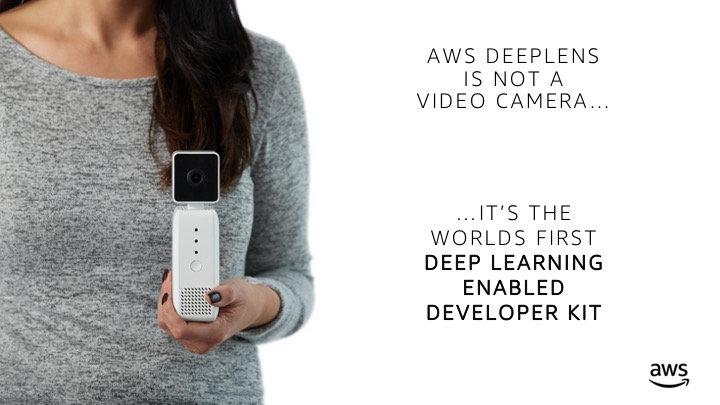 AWS DEEPLENS
IS NOT A
VIDEO CAMERA...
...IT'S THE
WORLDS FIRST
DEEP LEARNING
ENABLED
DEVELOPER KIT
aws